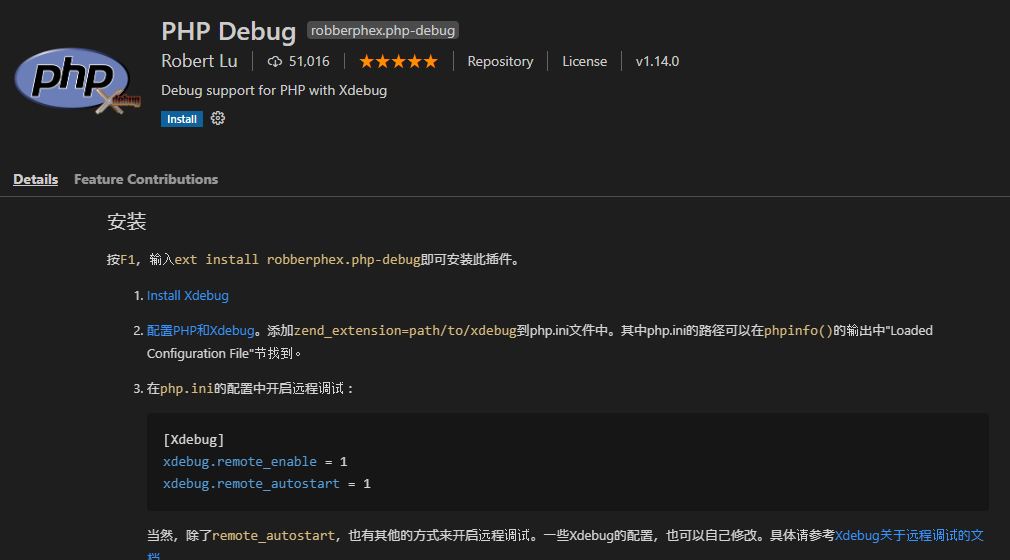 PHP Debug robberphex.php-debug
Robert Lu 51,016 Repository License v1.14.0
php
xdebug
Debug support for PHP with Xdebug
Install
Details Feature Contributions
安装
按F1，输入ext install robberphex.php-debug即可安装此插件。
1. Install Xdebug
2. 配置PHP和Xdebug。添加zend_extension=path/to/xdebug到php.ini文件中。其中php.ini的路径可以在phpinfo()的输出中"Loaded
Configuration File"节找到。
3. 在php.ini的配置中开启远程调试：
[Xdebug]
xdebug.remote_enable = 1
xdebug.remote_autostart = 1
当然，除了remote_autostart，也有其他的方式来开启远程调试。一些Xdebug的配置，也可以自己修改。具体请参考Xdebug关于远程调试的文
档